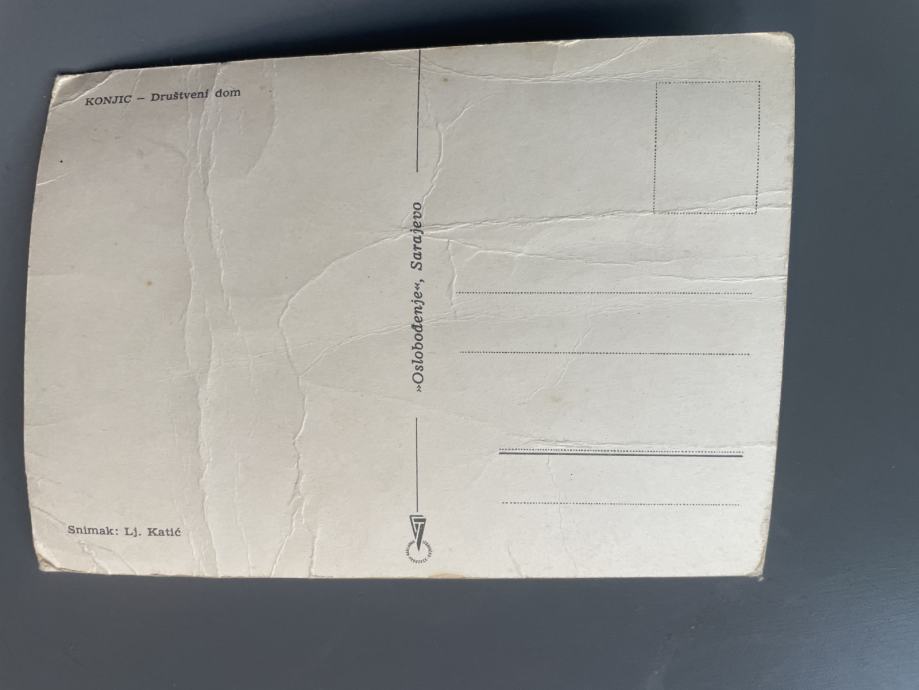 KONJIC – Društveni dom
»Oslobođenje«, Sarajevo
Snimak: Lj. Katić